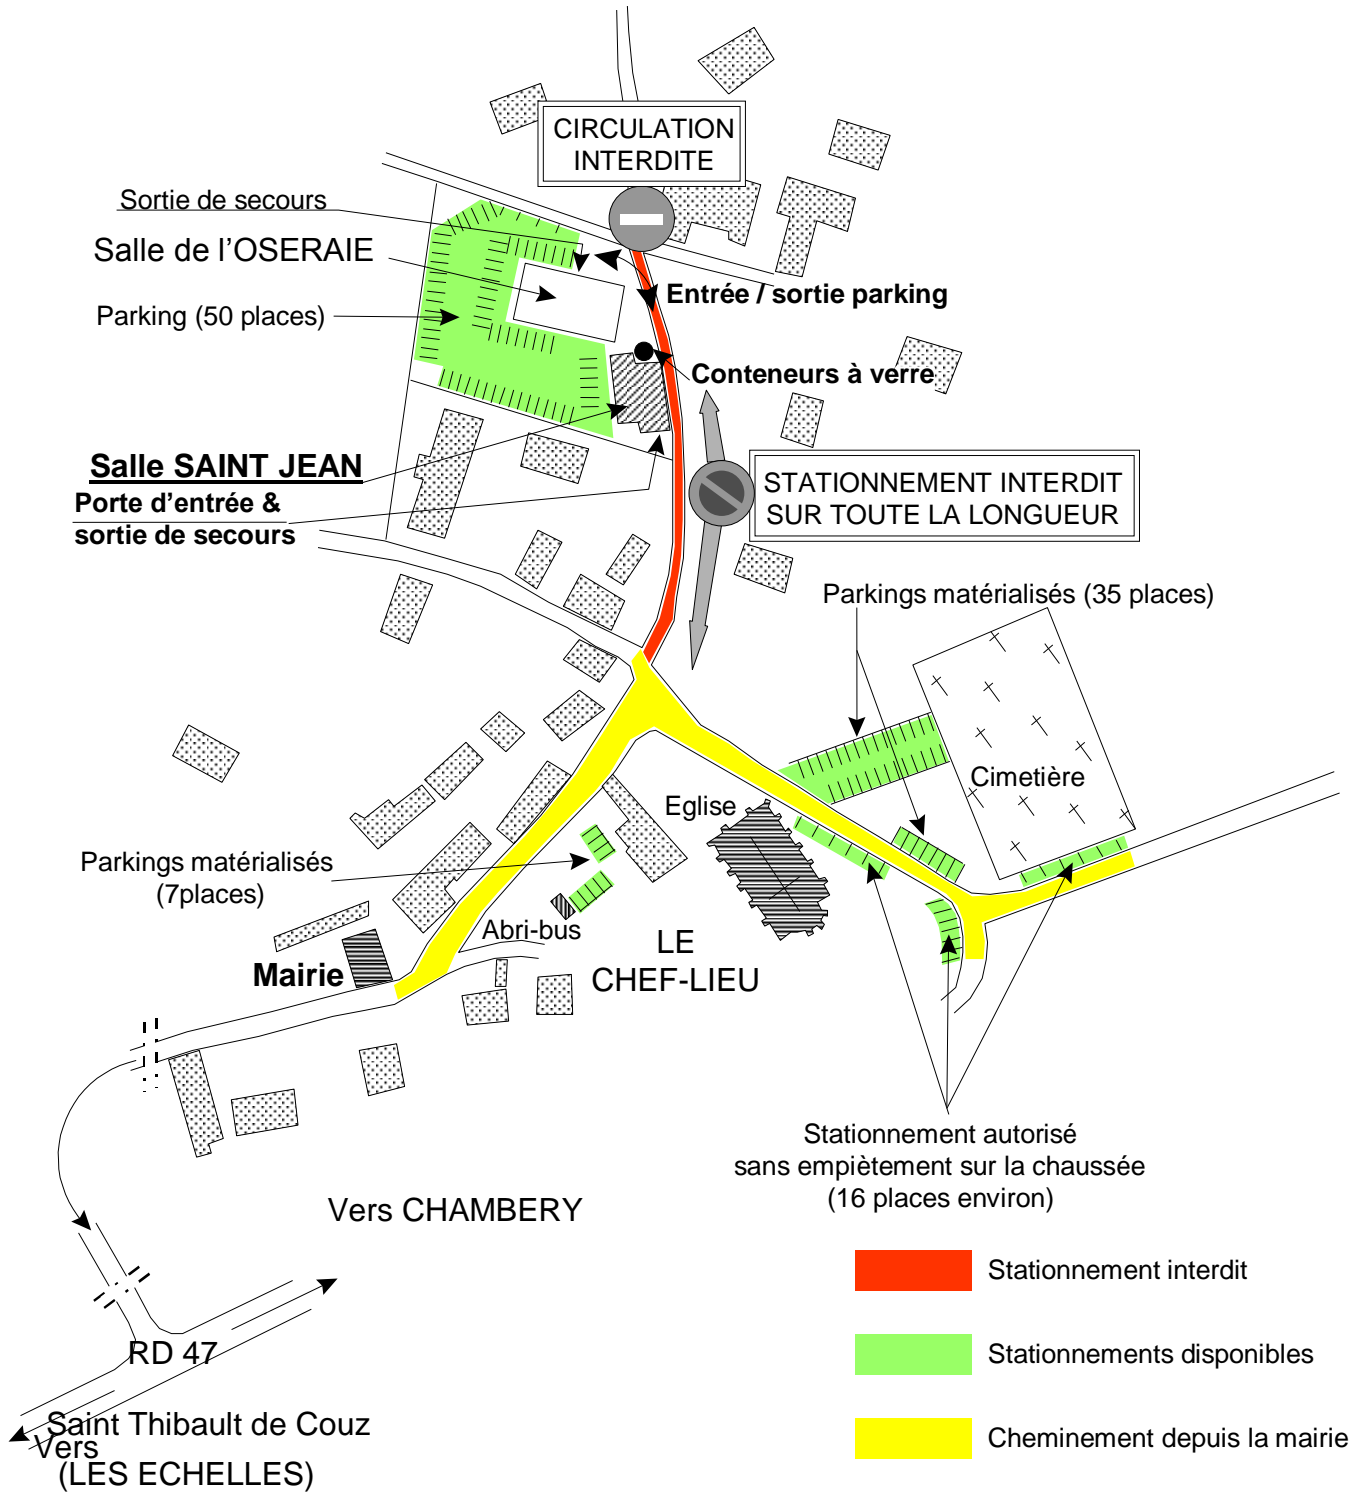 CIRCULATION
INTERDITE
Sortie de secours
Salle de l'OSERAIE
Entrée / sortie parking
Parking (50 places)
Conteneurs à verre
Salle SAINT JEAN
Porte d'entrée &
sortie de secours
STATIONNEMENT INTERDIT
SUR TOUTE LA LONGUEUR
Parkings matérialisés (35 places)
Cimetière
Eglise
Parkings matérialisés
(7places)
Abri-bus
LE
CHEF-LIEU
Mairie
Stationnement autorisé
sans empiètement sur la chaussée
(16 places environ)
Vers CHAMBERY
Stationnement interdit
RD 47
Stationnements disponibles
Saint Thibault de Couz
Vers
(LES ECHELLES)
Cheminement depuis la mairie